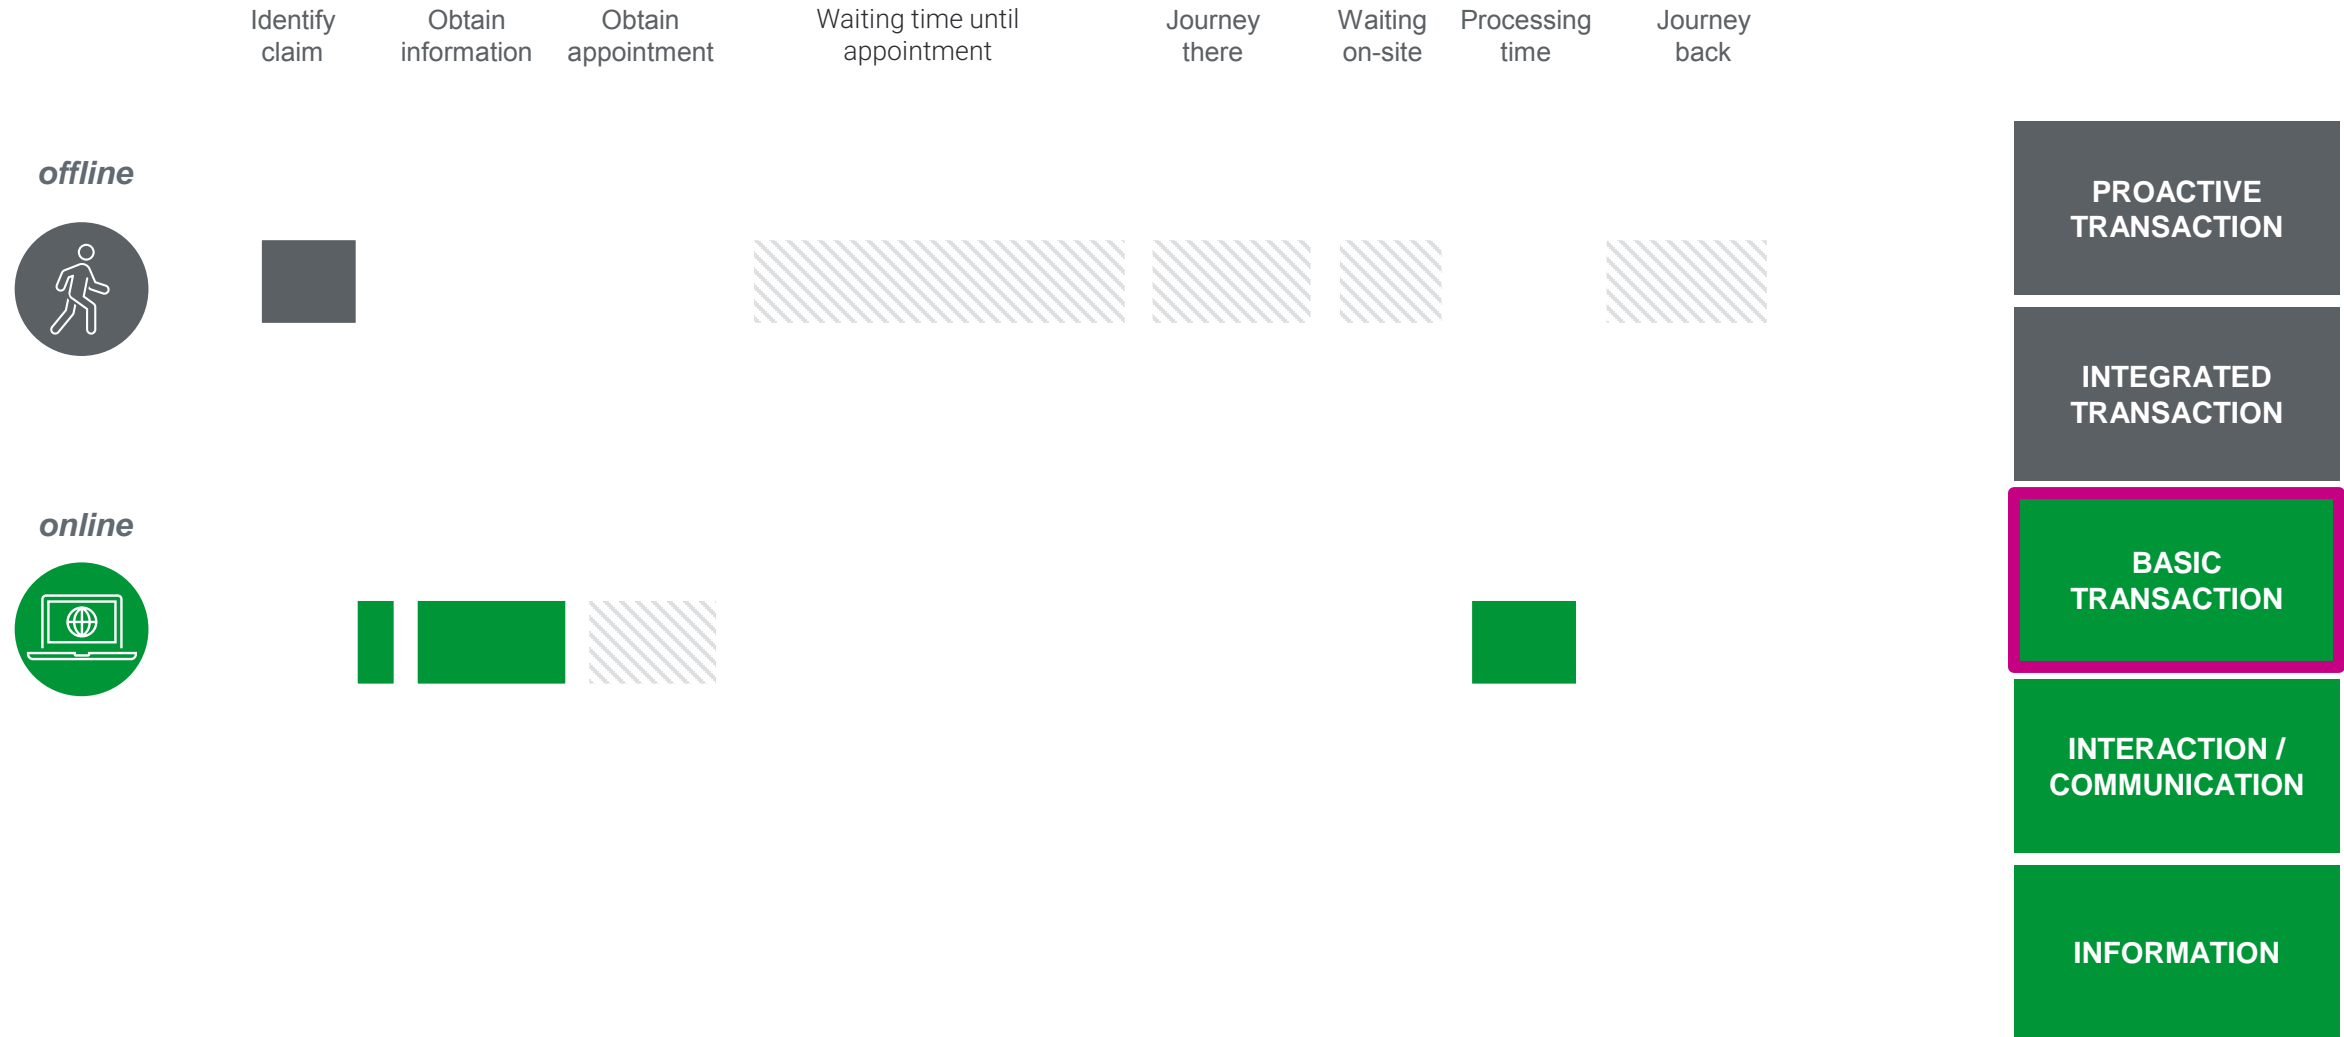 Identify
claim
Obtain
information
Obtain
appointment
Waiting time until
appointment
Journey
there
Waiting
on-site
Processing
time
Journey
back
offline
online
PROACTIVE
TRANSACTION
INTEGRATED
TRANSACTION
BASIC
TRANSACTION
INTERACTION /
COMMUNICATION
INFORMATION